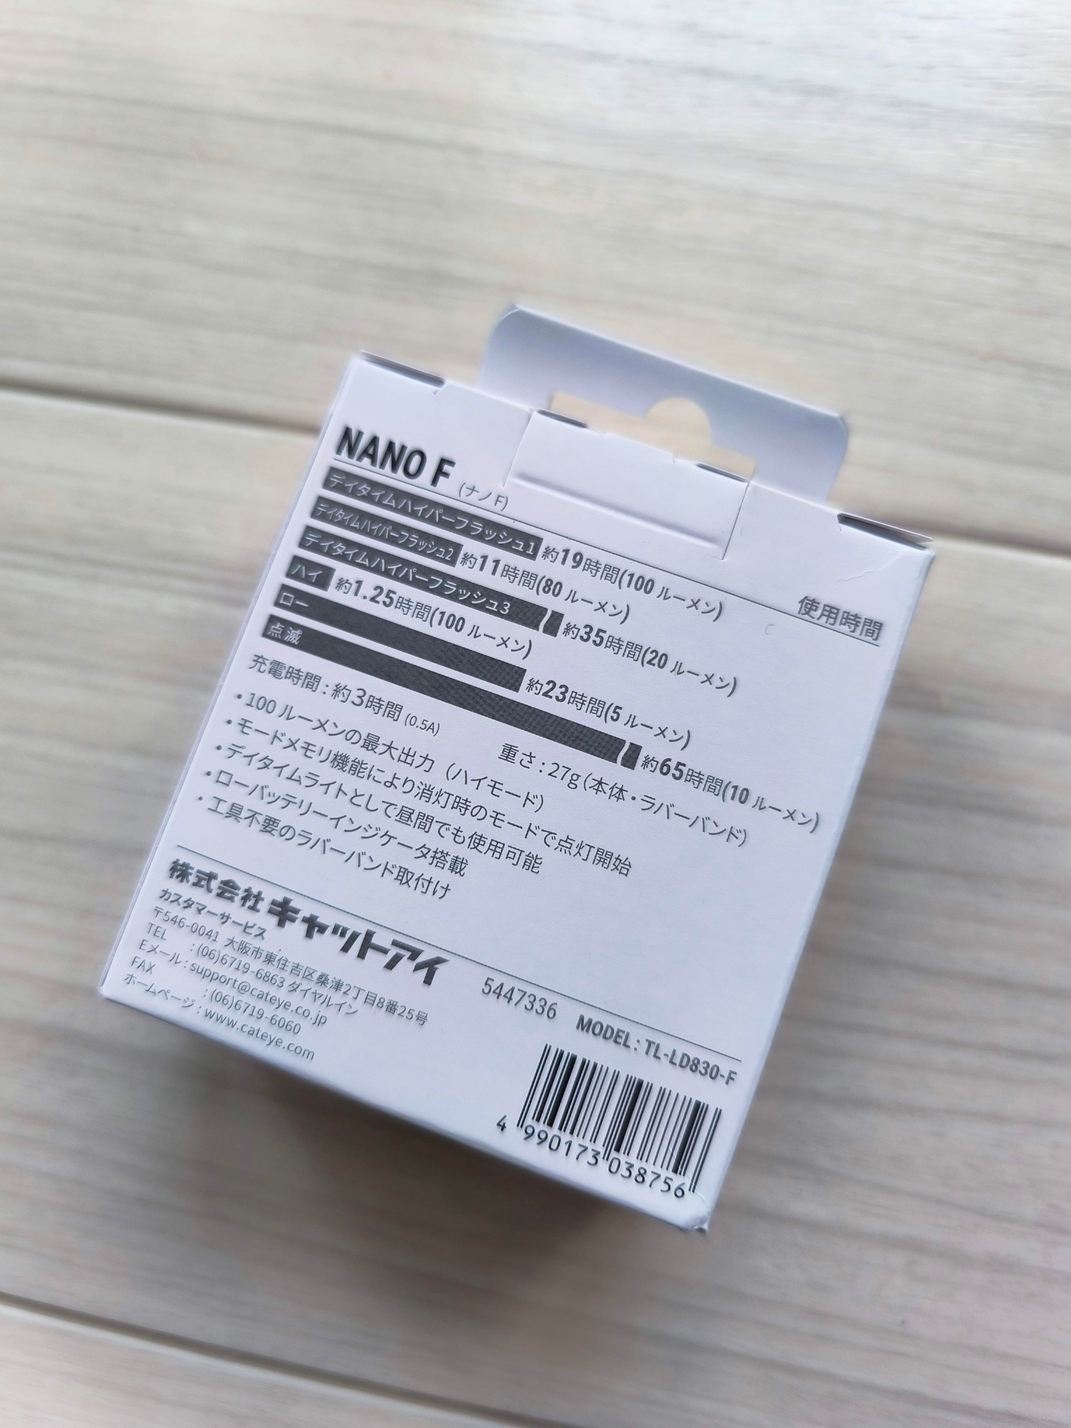 NANO F (ナノF)
使用時間
デイタイムハイパーフラッシュ1 約19時間(100 ルーメン)
デイタイムハイパーフラッシュ2 約11時間(80 ルーメン)
デイタイムハイパーフラッシュ3 約35時間(20 ルーメン)
ハイ 約1.25時間(100 ルーメン)
ロー 約23時間(5 ルーメン)
点滅 約65時間(10 ルーメン)
充電時間：約3時間 (0.5A) 重さ：27g（本体・ラバーバンド）
・100 ルーメンの最大出力（ハイモード）
・モードメモリ機能により消灯時のモードで点灯開始
・デイタイムライトとして昼間でも使用可能
・ローバッテリーインジケータ搭載
・工具不要のラバーバンド取付け
株式会社 キャットアイ
カスタマーサービス
〒546-0041 大阪市東住吉区桑津2丁目8番25号
TEL :(06)6719-6863 ダイヤルイン
Eメール：support@cateye.co.jp
FAX :(06)6719-6060
ホームページ：www.cateye.com
5447336 MODEL : TL-LD830-F
4 990173 038756